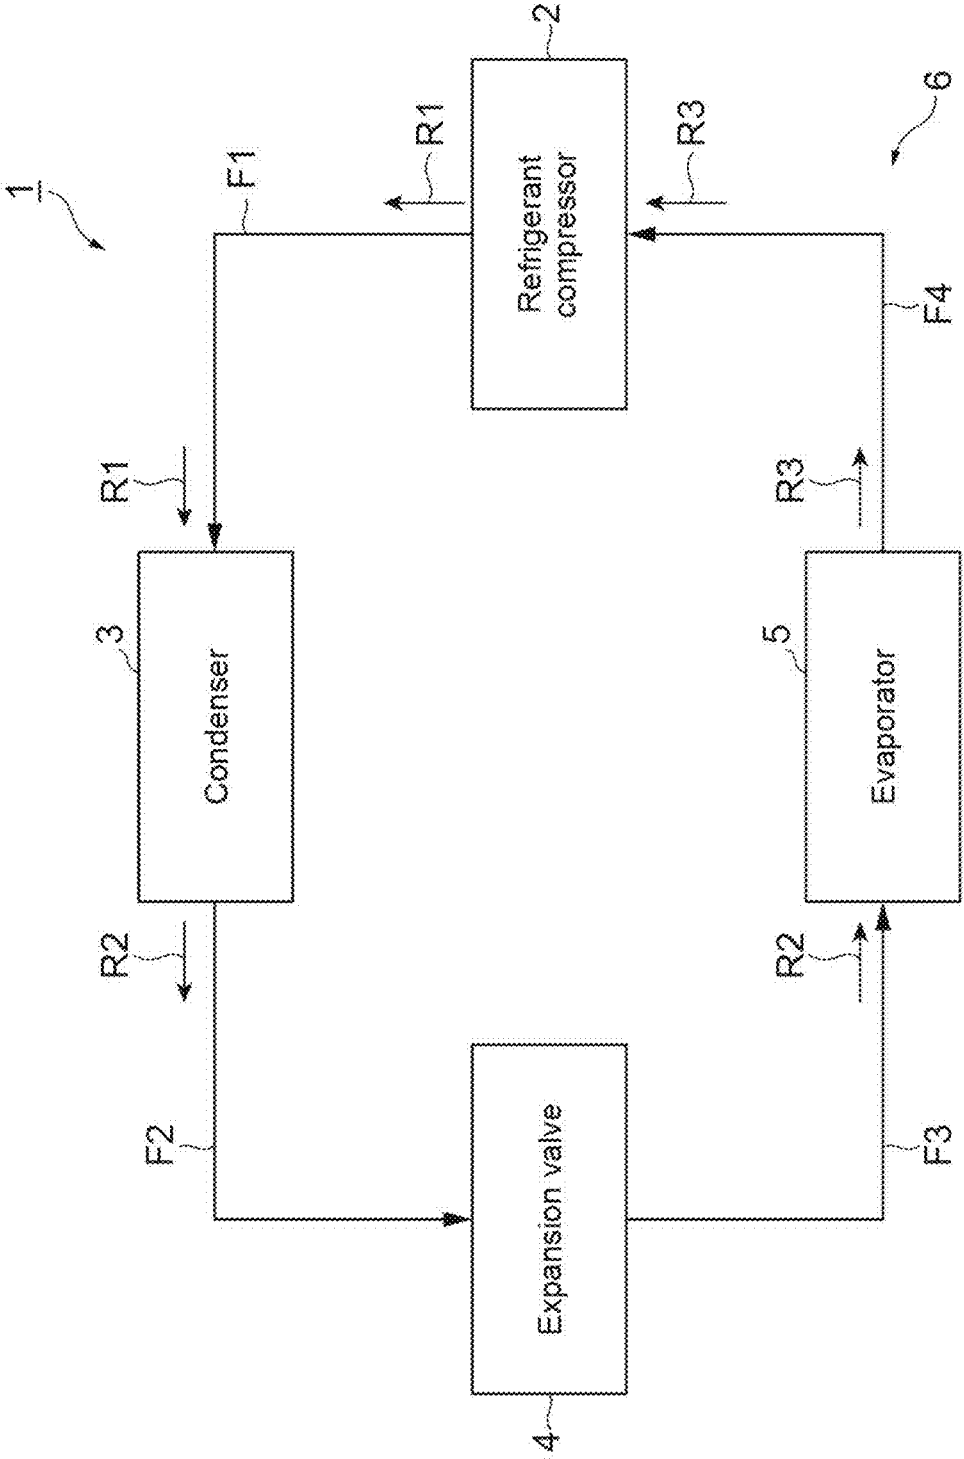 1
R2
3
R1
F2
Condenser
F1
R1
4
Expansion valve
Refrigerant
compressor
2
R3
R2
5
R3
Evaporator
F3
F4
6